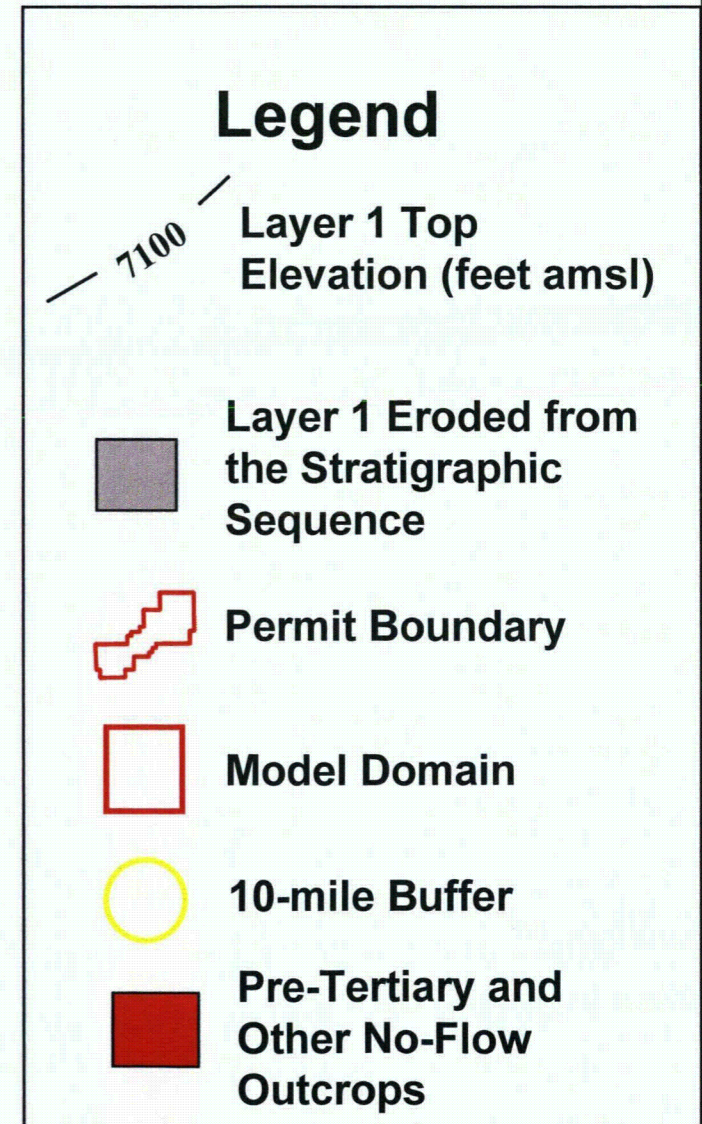 Legend
7100
Layer 1 Top
Elevation (feet amsl)
Layer 1 Eroded from
the Stratigraphic
Sequence
Permit Boundary
Model Domain
10-mile Buffer
Pre-Tertiary and
Other No-Flow
Outcrops